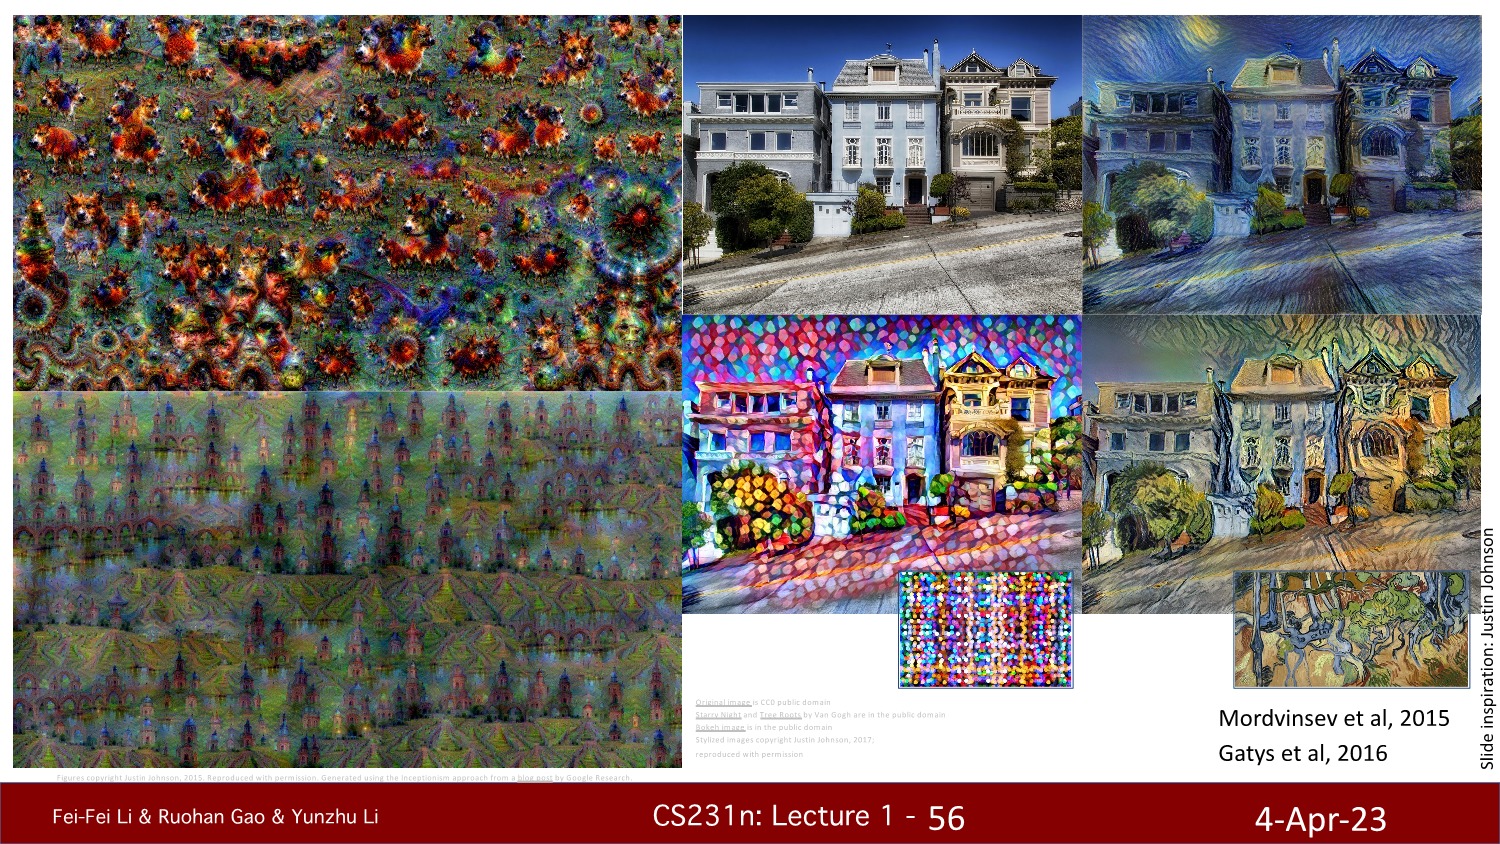 Original image is CC0 public domain
Starry Night and Tree Roots by Van Gogh are in the public domain
Bokeh image is in the public domain
Stylized images copyright Justin Johnson, 2017;
reproduced with permission
Mordvinsev et al, 2015
Gatys et al, 2016
Slide inspiration: Justin Johnson
Figures copyright Justin Johnson, 2015. Reproduced with permission. Generated using the Inceptionism approach from a blog post by Google Research.
Fei-Fei Li & Ruohan Gao & Yunzhu Li
CS231n: Lecture 1 - 56
4-Apr-23